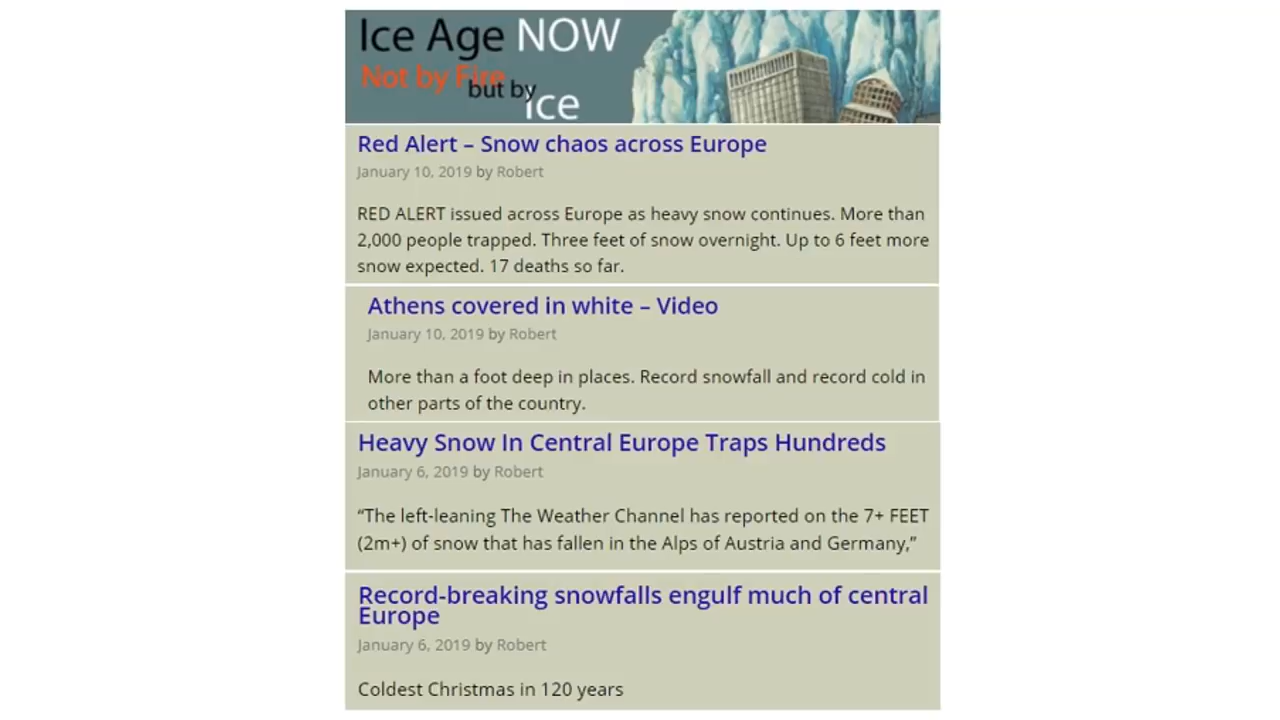 Ice Age NOW
Not by Fire
but by
ice
Red Alert – Snow chaos across Europe
January 10, 2019 by Robert
RED ALERT issued across Europe as heavy snow continues. More than
2,000 people trapped. Three feet of snow overnight. Up to 6 feet more
snow expected. 17 deaths so far.
Athens covered in white – Video
January 10, 2019 by Robert
More than a foot deep in places. Record snowfall and record cold in
other parts of the country.
Heavy Snow In Central Europe Traps Hundreds
January 6, 2019 by Robert
“The left-leaning The Weather Channel has reported on the 7+ FEET
(2m+) of snow that has fallen in the Alps of Austria and Germany,”
Record-breaking snowfalls engulf much of central
Europe
January 6, 2019 by Robert
Coldest Christmas in 120 years